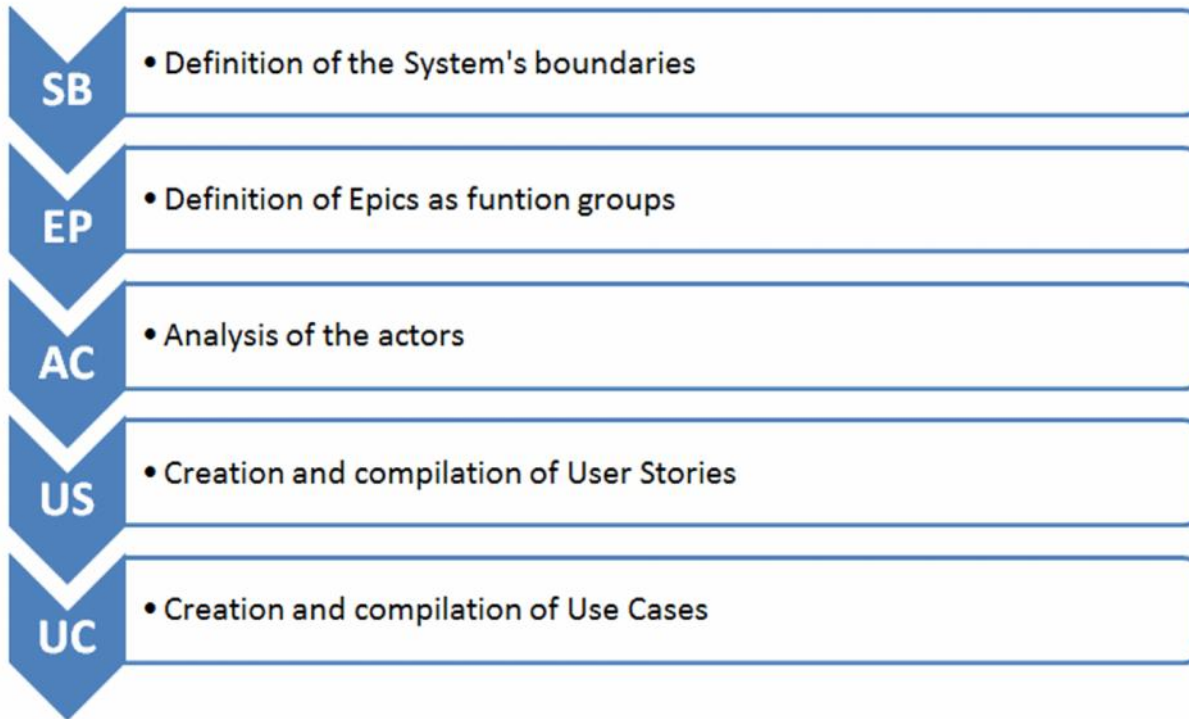 SB
• Definition of the System's boundaries
EP
• Definition of Epics as funtion groups
AC
• Analysis of the actors
US
• Creation and compilation of User Stories
UC
• Creation and compilation of Use Cases